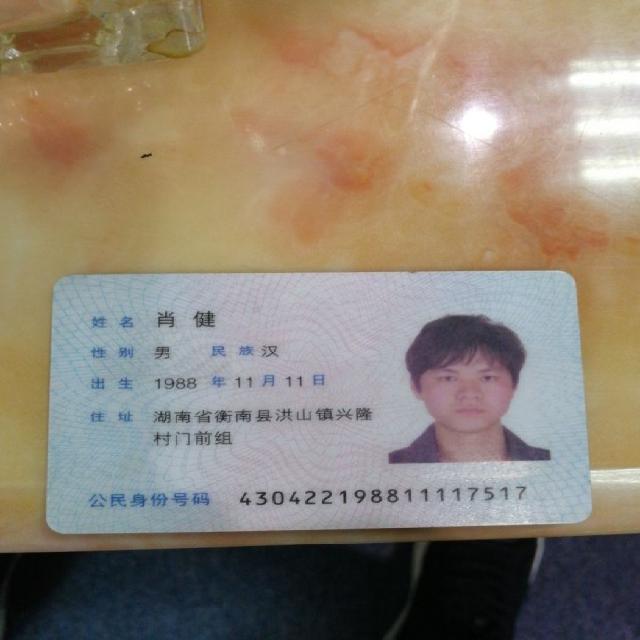 姓名 肖健
性别 男 民族 汉
出生 1988 年 11 月 11 日
住址 湖南省衡南县洪山镇兴隆
村门前组
公民身份号码 430422198811117517